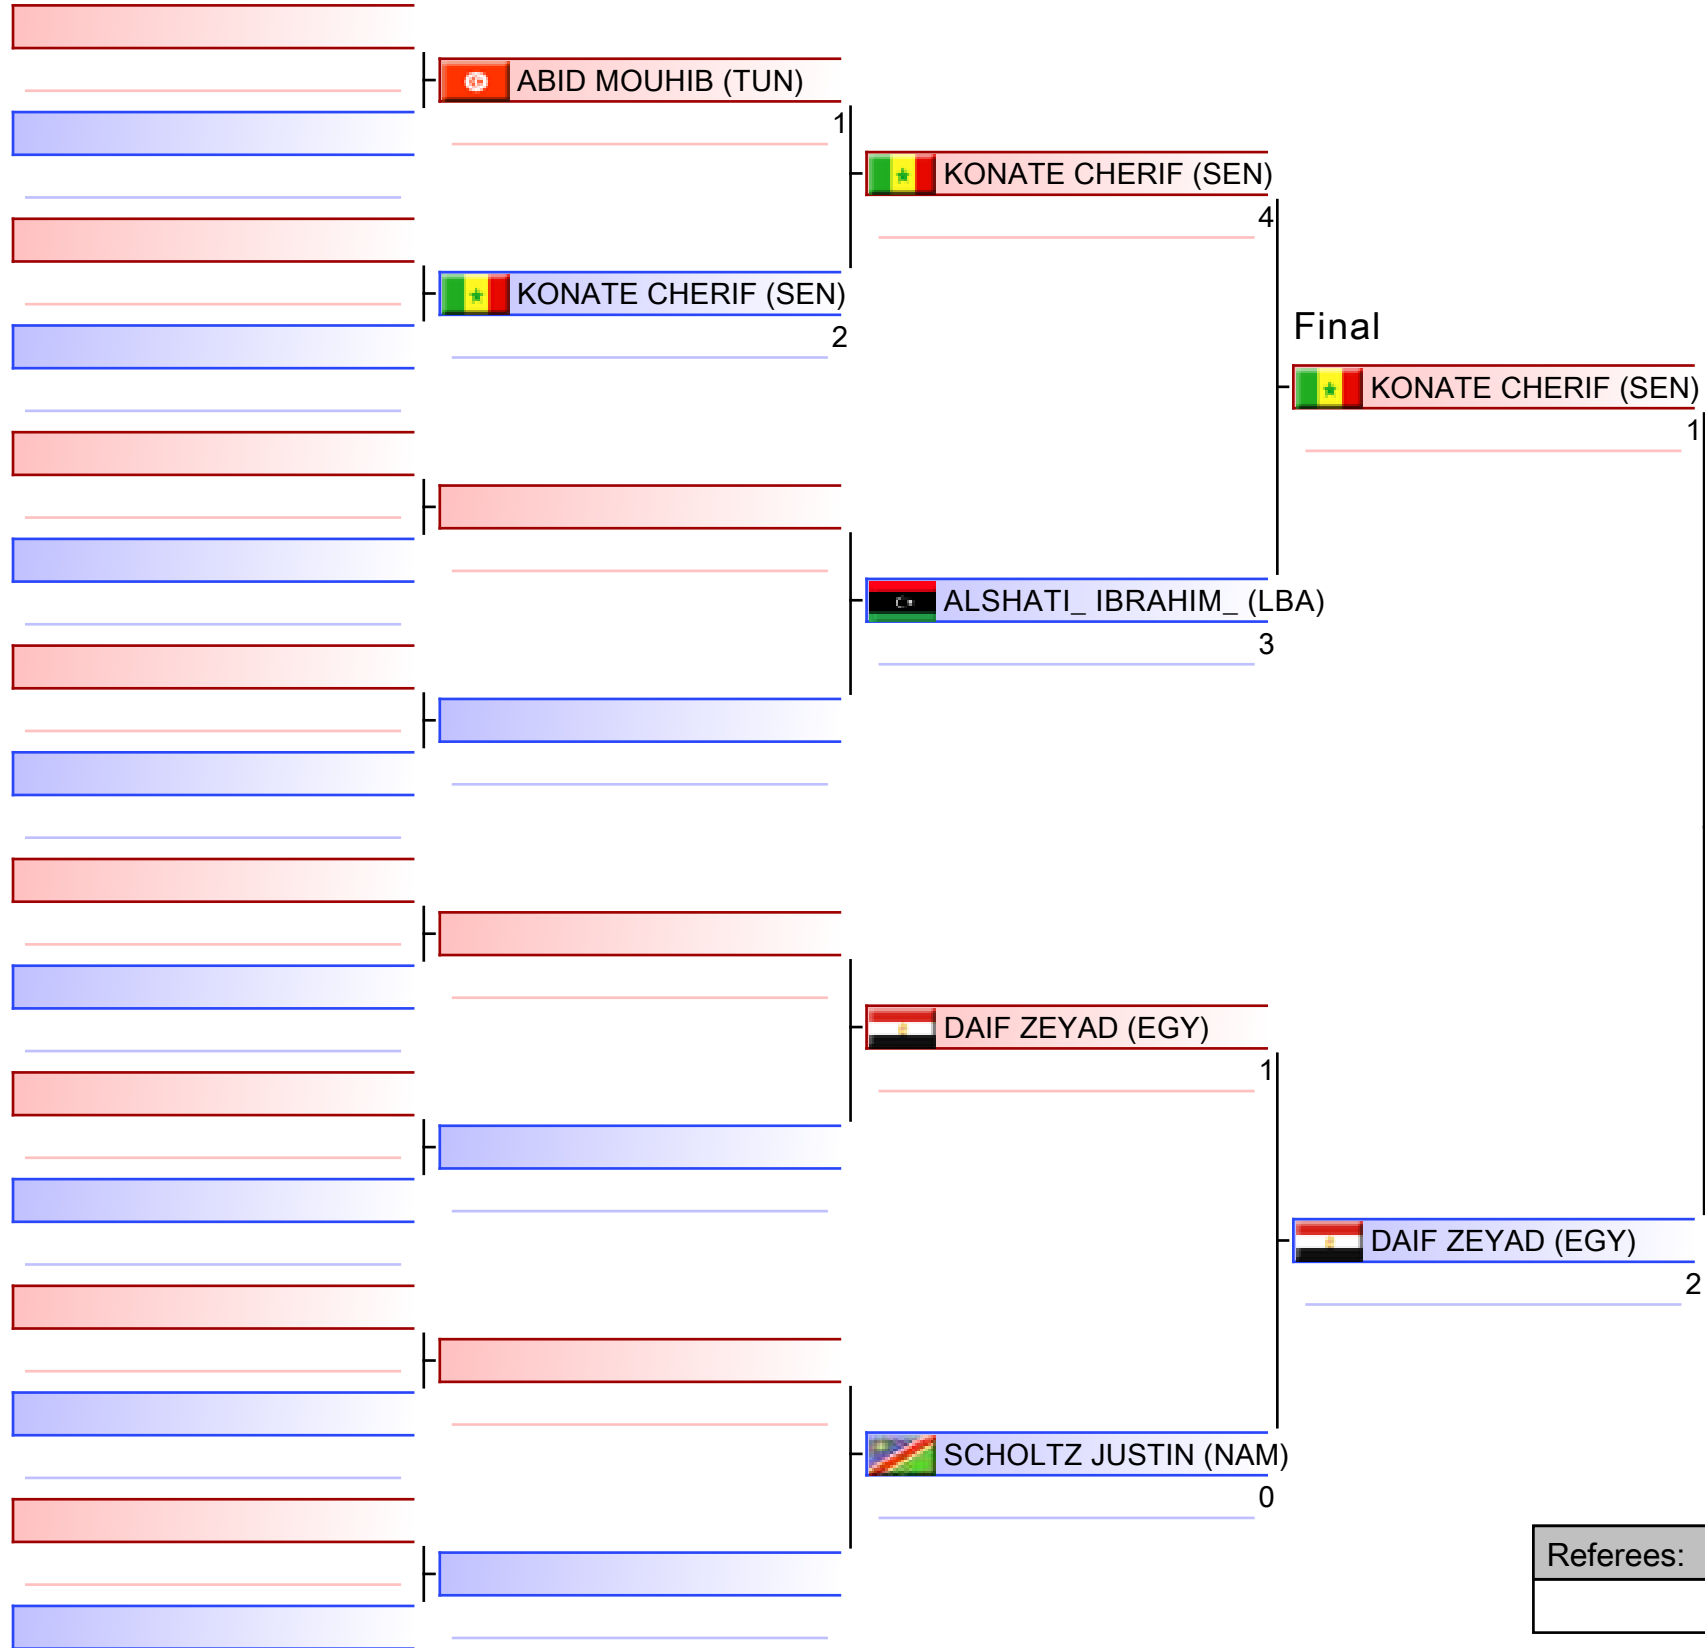 ABID MOUHIB (TUN)
1
KONATE CHERIF (SEN)
4
KONATE CHERIF (SEN)
2
Final
KONATE CHERIF (SEN)
1
ALSHATI_ IBRAHIM_ (LBA)
3
DAIF ZEYAD (EGY)
1
DAIF ZEYAD (EGY)
2
SCHOLTZ JUSTIN (NAM)
0
Referees: